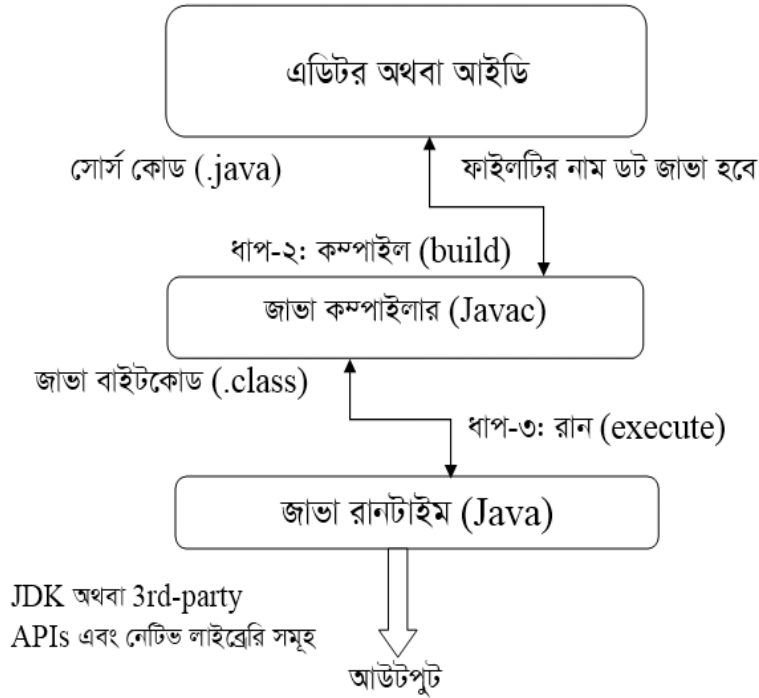 এডিটর অথবা আইডি
সোর্স কোড (.java)
ফাইলটির নাম ডট জাভা হবে
ধাপ-২: কম্পাইল (build)
জাভা কম্পাইলার (Javac)
জাভা বাইটকোড (.class)
ধাপ-৩: রান (execute)
জাভা রানটাইম (Java)
JDK অথবা 3rd-party
APIs এবং নেটিভ লাইব্রেরি সমূহ
আউটপুট